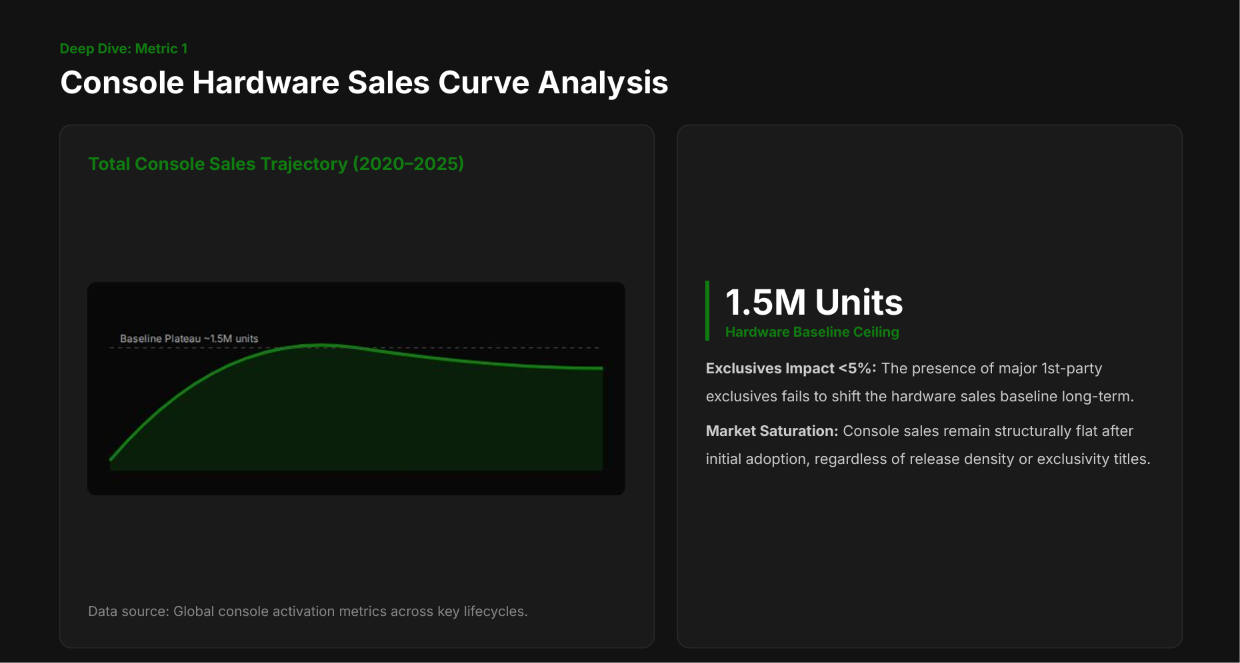 Deep Dive: Metric 1
Console Hardware Sales Curve Analysis
Total Console Sales Trajectory (2020–2025)
Baseline Plateau ~1.5M units
Data source: Global console activation metrics across key lifecycles.
1.5M Units
Hardware Baseline Ceiling
Exclusives Impact <5%: The presence of major 1st-party
exclusives fails to shift the hardware sales baseline long-term.
Market Saturation: Console sales remain structurally flat after
initial adoption, regardless of release density or exclusivity titles.